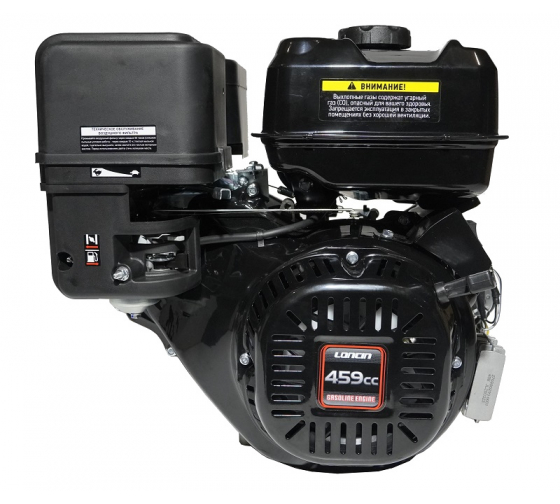 ВНИМАНИЕ!
Выхлопные газы содержат угарный
газ (CO), опасный для вашего здоровья.
Запрещается эксплуатация в закрытых
помещениях без хорошей вентиляции.
ТЕХНИЧЕСКОЕ ОБСЛУЖИВАНИЕ
ВОЗДУШНОГО ФИЛЬТРА
LONCIN
459cc
GASOLINE ENGINE